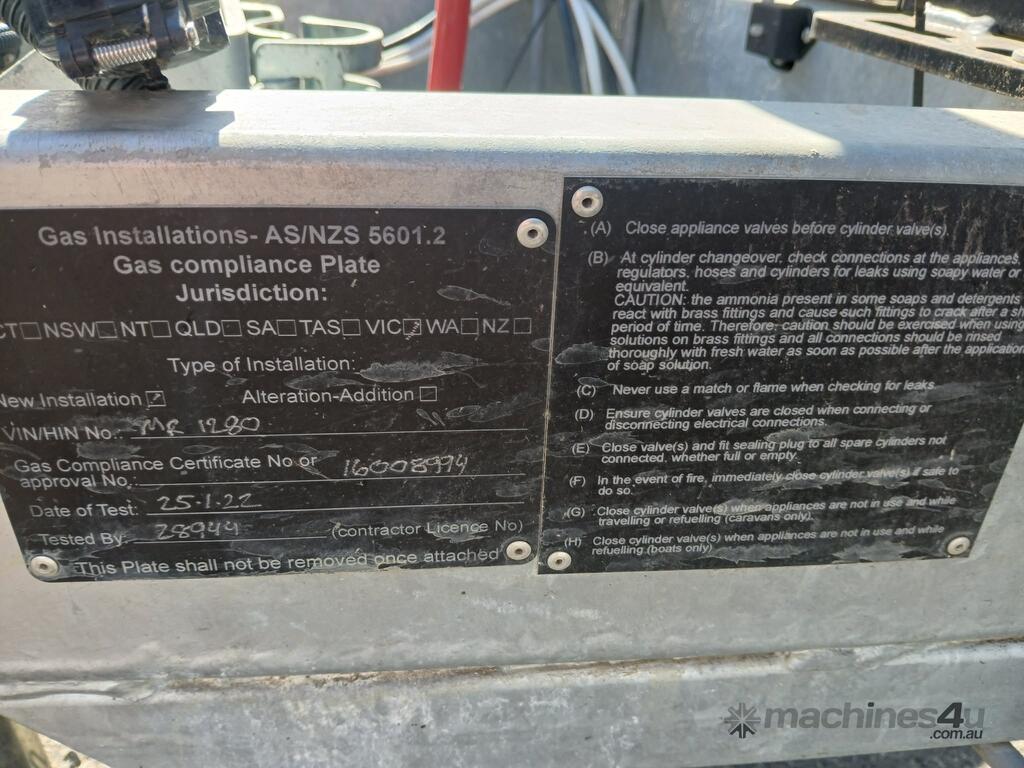 Gas Installations- AS/NZS 5601.2
Gas compliance Plate
Jurisdiction:
CT☐NSW☐NT☐QLD☐SA☐TAS☐VIC☑WA☐NZ☐
Type of Installation:
New Installation ☑ Alteration-Addition ☐
VIN/HIN No.: MR 1280
Gas Compliance Certificate No or
approval No. 16008994
Date of Test: 25.1.22
Tested By: 28944 (contractor Licence No)
This Plate shall not be removed once attached
(A) Close appliance valves before cylinder valve(s).
(B) At cylinder changeover, check connections at the appliances,
regulators, hoses and cylinders for leaks using soapy water or
equivalent.
CAUTION: the ammonia present in some soaps and detergents
react with brass fittings and cause such fittings to crack after a sh
period of time. Therefore, caution should be exercised when using
solutions on brass fittings and all connections should be rinsed
thoroughly with fresh water as soon as possible after the application
of soap solution.
(C) Never use a match or flame when checking for leaks
(D) Ensure cylinder valves are closed when connecting or
disconnecting electrical connections.
(E) Close valve(s) and fit sealing plug to all spare cylinders not
connected, whether full or empty.
(F) In the event of fire, immediately close cylinder valve(s) if safe to
do so.
(G) Close cylinder valve(s) when appliances are not in use and while
travelling or refuelling (caravans only).
(H) Close cylinder valve(s) when appliances are not in use and while
refuelling (boats only)
machines4u
.com.au